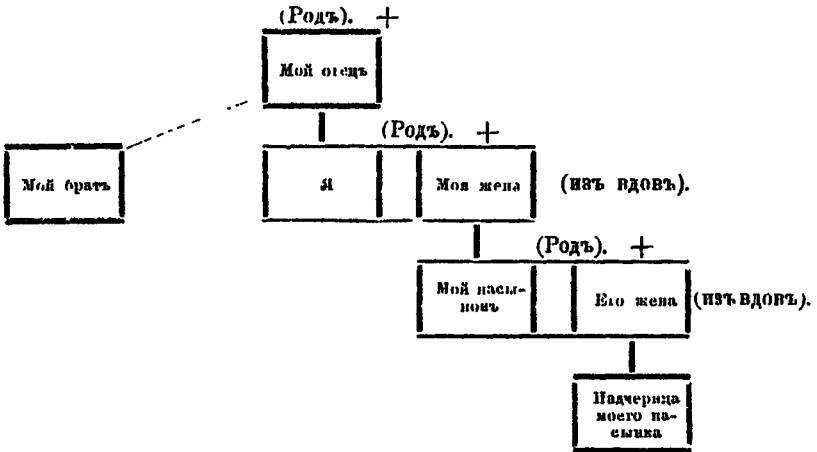 (Родъ). +
Мой отецъ
(Родъ). +
Мой братъ
Я
Моя жена
(изъ вдовъ).
(Родъ). +
Мой пасы-
нокъ
Его жена
(изъ вдовъ).
Падчерица
моего па-
сынка